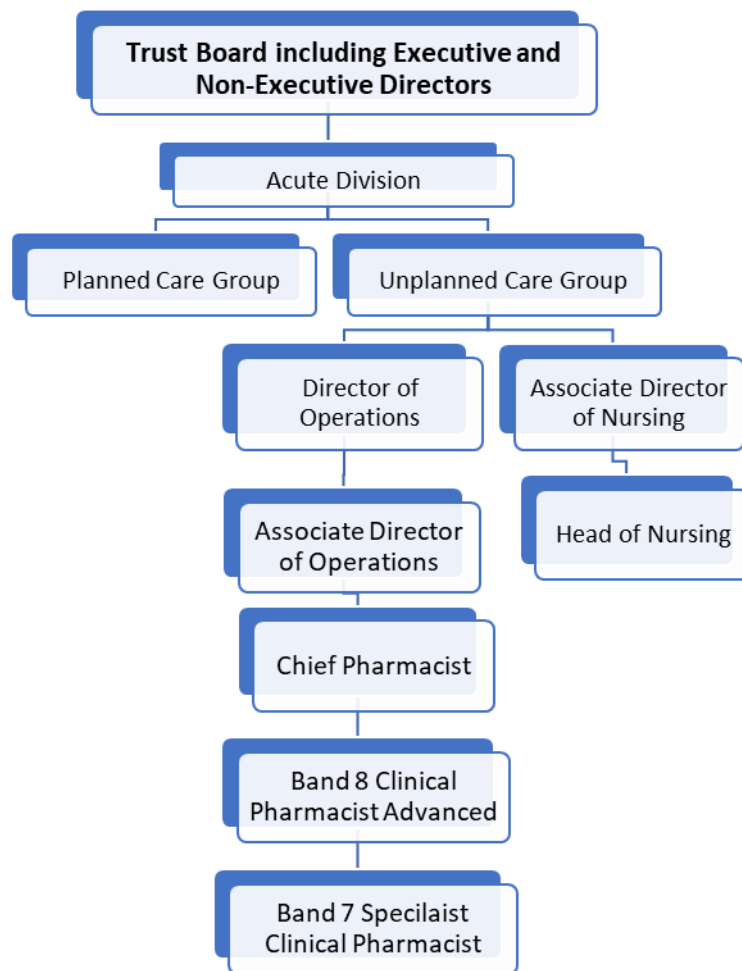 Trust Board including Executive and
Non-Executive Directors
Acute Division
Planned Care Group
Unplanned Care Group
Director of
Operations
Associate Director
of Nursing
Associate Director
of Operations
Head of Nursing
Chief Pharmacist
Band 8 Clinical
Pharmacist Advanced
Band 7 Specilaist
Clinical Pharmacist